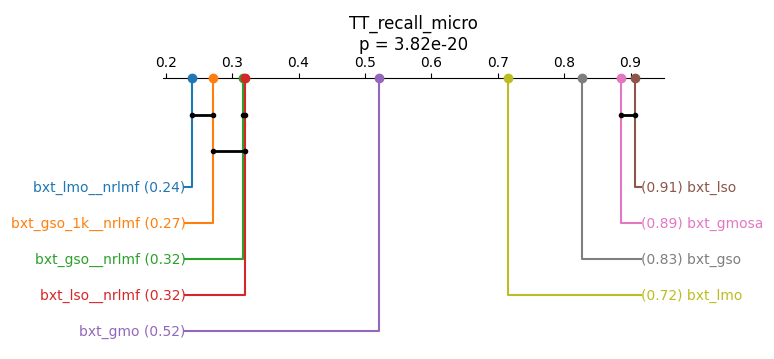 TT_recall_micro
p = 3.82e-20
0.2 0.3 0.4 0.5 0.6 0.7 0.8 0.9
bxt_lmo__nrlmf (0.24)
(0.91) bxt_lso
bxt_gso_1k__nrlmf (0.27)
(0.89) bxt_gmosa
bxt_gso__nrlmf (0.32)
(0.83) bxt_gso
bxt_lso__nrlmf (0.32)
(0.72) bxt_lmo
bxt_gmo (0.52)